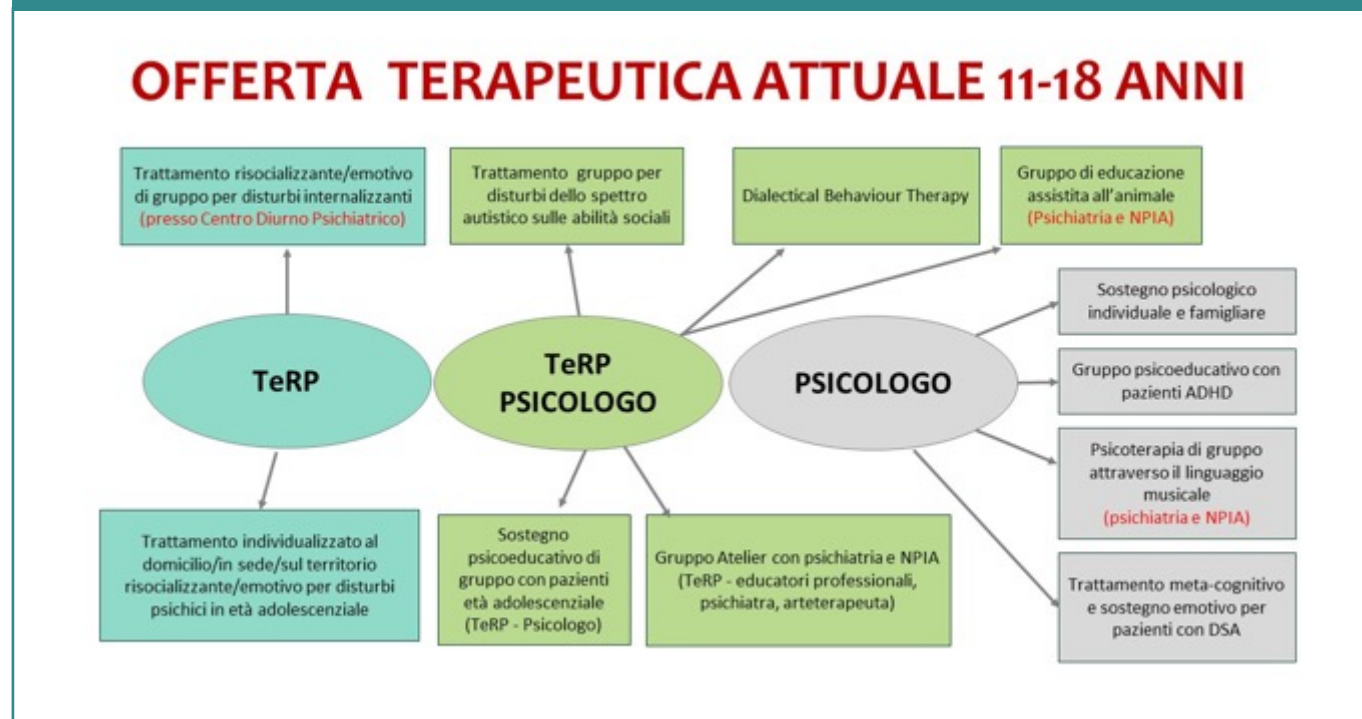 OFFERTA TERAPEUTICA ATTUALE 11-18 ANNI
Trattamento risocializzante/emotivo
di gruppo per disturbi internalizzanti
(presso Centro Diurno Psichiatrico)
Trattamento gruppo per
disturbi dello spettro
autistico sulle abilità sociali
Dialectical Behaviour Therapy
Gruppo di educazione
assistita all'animale
(Psichiatria e NPIA)
TeRP
TeRP
PSICOLOGO
PSICOLOGO
Sostegno psicologico
individuale e famigliare
Gruppo psicoeducativo con
pazienti ADHD
Psicoterapia di gruppo
attraverso il linguaggio
musicale
(psichiatria e NPIA)
Trattamento meta-cognitivo
e sostegno emotivo per
pazienti con DSA
Trattamento individualizzato al
domicilio/in sede/sul territorio
risocializzante/emotivo per disturbi
psichici in età adolescenziale
Sostegno
psicoeducativo di
gruppo con pazienti
età adolescenziale
(TeRP - Psicologo)
Gruppo Atelier con psichiatria e NPIA
(TeRP - educatori professionali,
psichiatra, arteterapeuta)